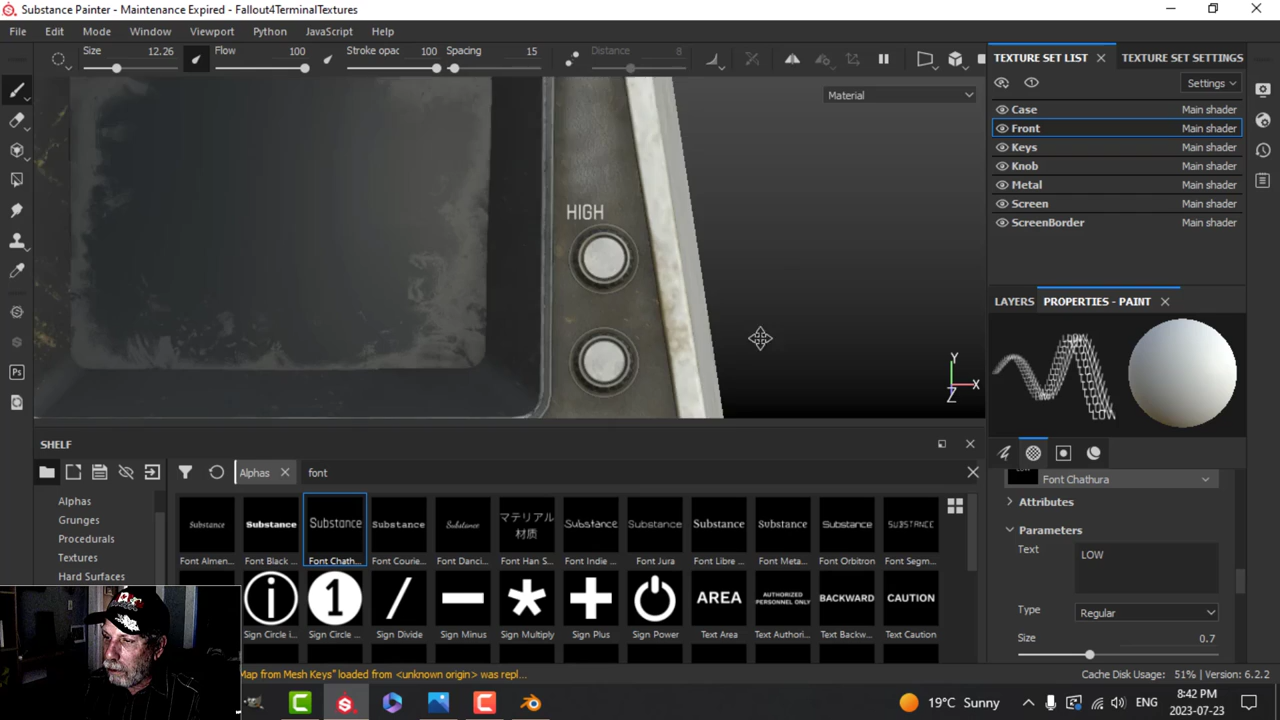 Substance Painter - Maintenance Expired - Fallout4TerminalTextures
File Edit Mode Window Viewport Python JavaScript Help
Size 12.26 Flow 100 Stroke opac 100 Spacing 15 Distance 8
Material
HIGH
Y
X
Z
TEXTURE SET LIST TEXTURE SET SETTINGS
Settings
Case Main shader
Front Main shader
Keys Main shader
Knob Main shader
Metal Main shader
Screen Main shader
ScreenBorder Main shader
LAYERS PROPERTIES - PAINT
Font Chathura
Attributes
Parameters
Text LOW
Type Regular
Size 0.7
SHELF
Alphas font
Alphas
Grunges
Procedurals
Textures
Hard Surfaces
Substance Substance Substance Substance Substance マテリアル 材质 Substance Substance Substance Substance Substance SUBSTANCE
Font Almen... Font Black ... Font Chath... Font Courie... Font Danci... Font Han S... Font Indie ... Font Jura Font Libre ... Font Meta... Font Orbitron Font Segm...
AREA AUTHORIZED PERSONNEL ONLY BACKWARD CAUTION
Sign Circle i... Sign Circle ... Sign Divide Sign Minus Sign Multiply Sign Plus Sign Power Text Area Text Authori... Text Backw... Text Caution
Map from Mesh Keys" loaded from <unknown origin> was repl...
Cache Disk Usage: 51% | Version: 6.2.2
19°C Sunny
ENG
8:42 PM
2023-07-23